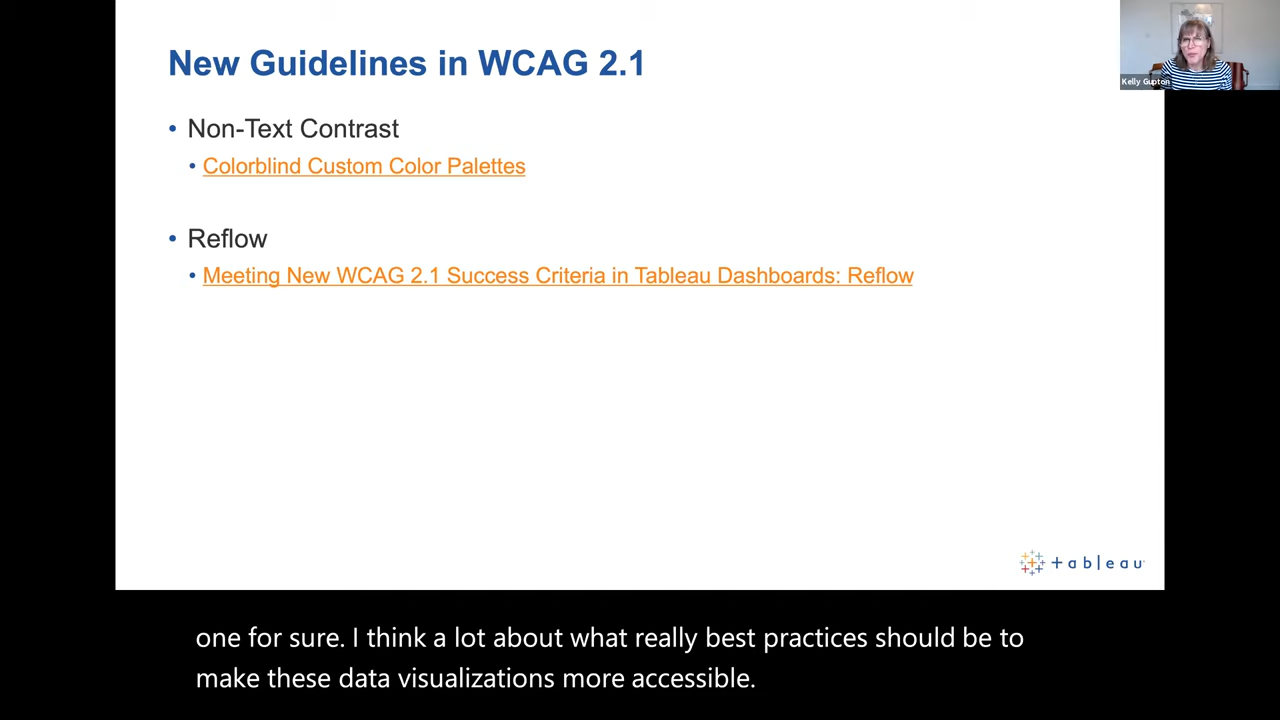 New Guidelines in WCAG 2.1
• Non-Text Contrast
• Colorblind Custom Color Palettes
• Reflow
• Meeting New WCAG 2.1 Success Criteria in Tableau Dashboards: Reflow
Kelly Gupton
+ a b | e a u
one for sure. I think a lot about what really best practices should be to
make these data visualizations more accessible.